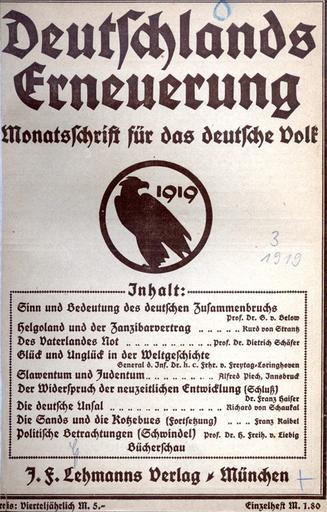 Deutschlands
Erneuerung
Monatsschrift für das deutsche Volk
1919
3
1919
Inhalt:
Sinn und Bedeutung des deutschen Zusammenbruchs
Prof. Dr. G. v. Below
Helgoland und der Zanzibarvertrag . . . . . Kurd von Strantz
Des Vaterlandes Not . . . . . . . . . Prof. Dr. Dietrich Schäfer
Glück und Unglück in der Weltgeschichte
General d. Inf. Dr. h. c. Frhr. v. Freytag-Loringhoven
Slawentum und Judentum . . . . . . . Alfred Piech, Innsbruck
Der Widerspruch der neuzeitlichen Entwicklung (Schluß)
Dr. Franz Haiser
Die deutsche Unsal . . . . . . . . . . Richard von Schaukal
Die Sands und die Kotzebues (Fortsetzung) . . . Franz Kaibel
Politische Betrachtungen (Schwindel) Prof. Dr. H. Freih. v. Liebig
Bücherschau
J. F. Lehmanns Verlag / München
reis: Vierteljährlich M. 5.-
Einzelheft M. 1.80